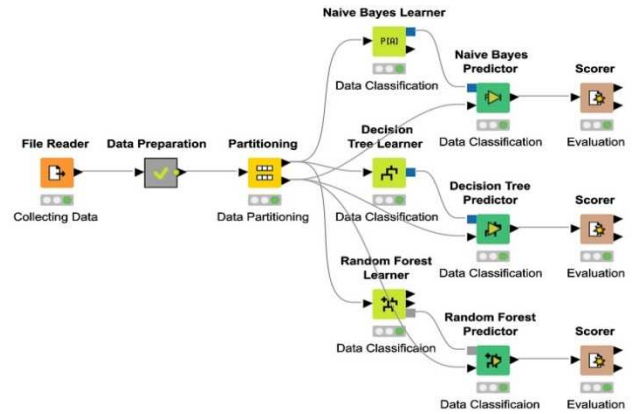 Naive Bayes Learner
P(A)
Data Classification
Naive Bayes
Predictor
Data Classification
Scorer
Evaluation
File Reader
Collecting Data
Data Preparation
Partitioning
Data Partitioning
Decision
Tree Learner
Data Classification
Decision Tree
Predictor
Data Classification
Scorer
Evaluation
Random Forest
Learner
Data Classificaion
Random Forest
Predictor
Data Classificaion
Scorer
Evaluation